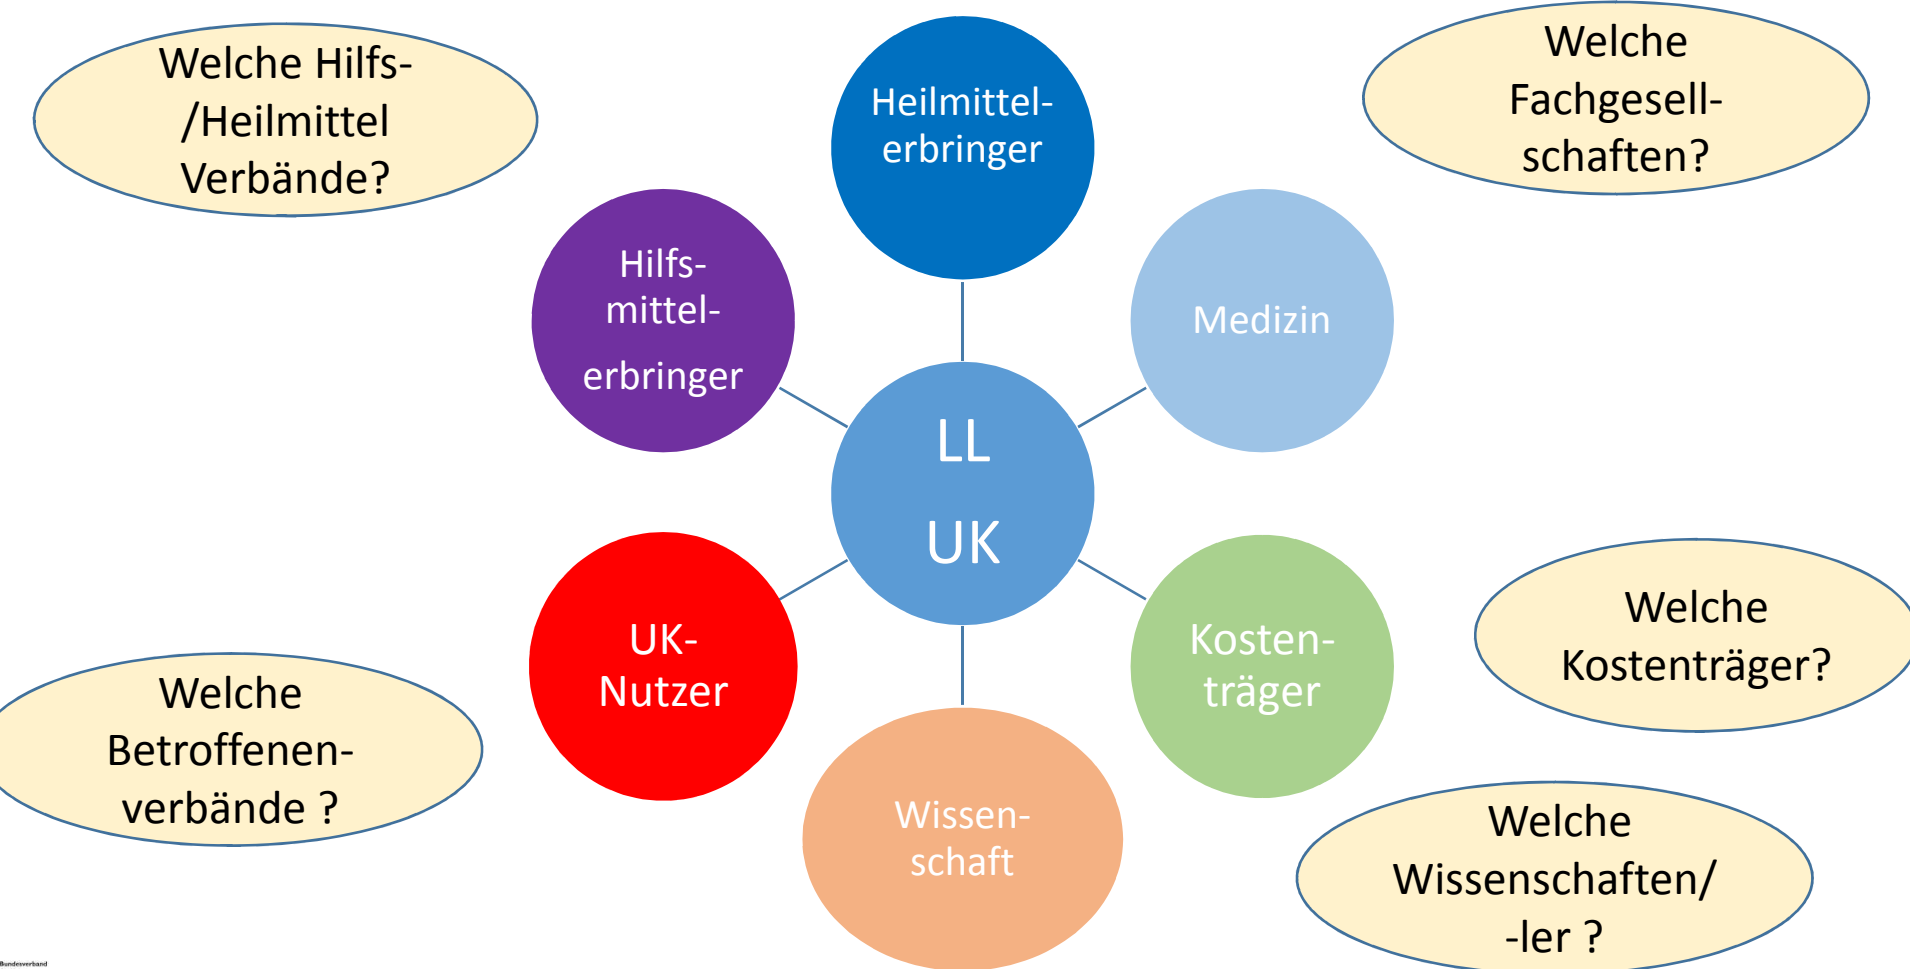 Welche Hilfs-
/Heilmittel
Verbände?
Heilmittel-
erbringer
Welche
Fachgesell-
schaften?
Hilfs-
mittel-
erbringer
Medizin
LL
UK
UK-
Nutzer
Kosten-
träger
Welche
Kostenträger?
Welche
Betroffenen-
verbände ?
Wissen-
schaft
Welche
Wissenschaften/
-ler ?
Bundesverband